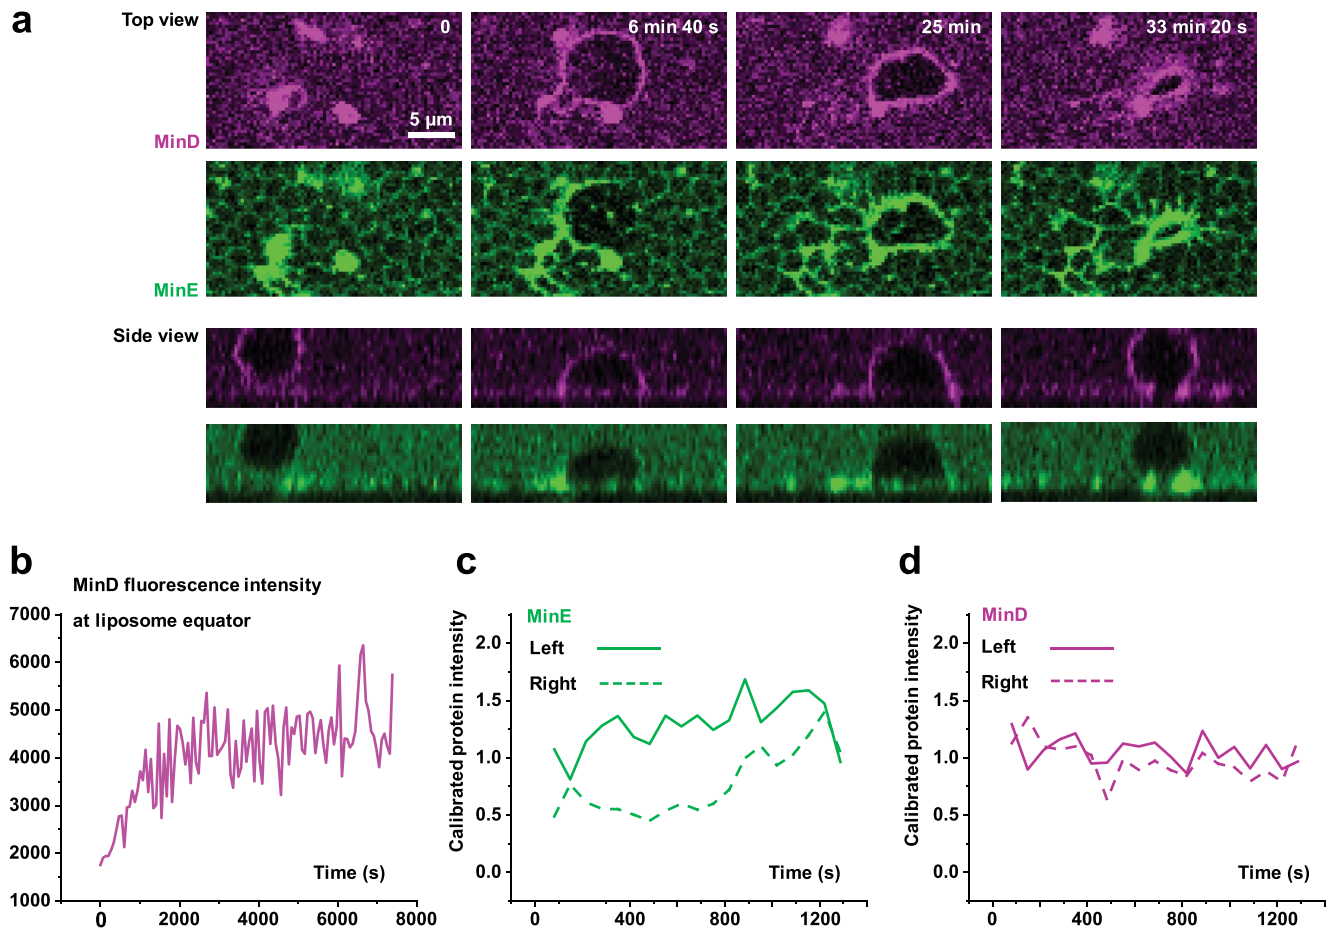 a
Top view
0
6 min 40 s
25 min
33 min 20 s
5 µm
MinD
MinE
Side view
b
MinD fluorescence intensity
at liposome equator
7000
6000
5000
4000
3000
2000
1000
Time (s)
0
2000
4000
6000
8000
c
Calibrated protein intensity
MinE
Left
Right
2.0
1.5
1.0
0.5
0.0
Time (s)
0
400
800
1200
d
Calibrated protein intensity
MinD
Left
Right
2.0
1.5
1.0
0.5
0.0
Time (s)
0
400
800
1200